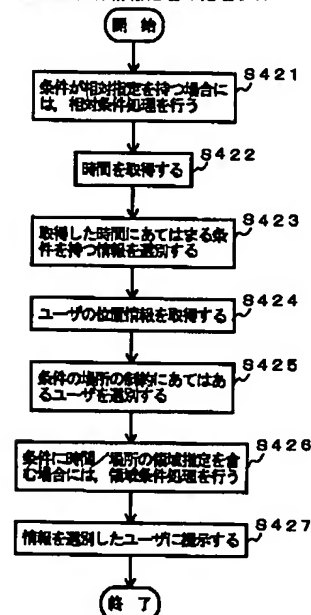 開 始
S421
条件が相対指定を持つ場合に
は, 相対条件処理を行う
S422
時間を取得する
S423
取得した時間にあてはまる条
件を持つ情報を選別する
S424
ユーザの位置情報を取得する
S425
条件の場所の制約にあてはま
るユーザを選別する
S426
条件に時間/場所の領域指定を含
む場合には, 領域条件処理を行う
S427
情報を選別したユーザに提示する
終 了